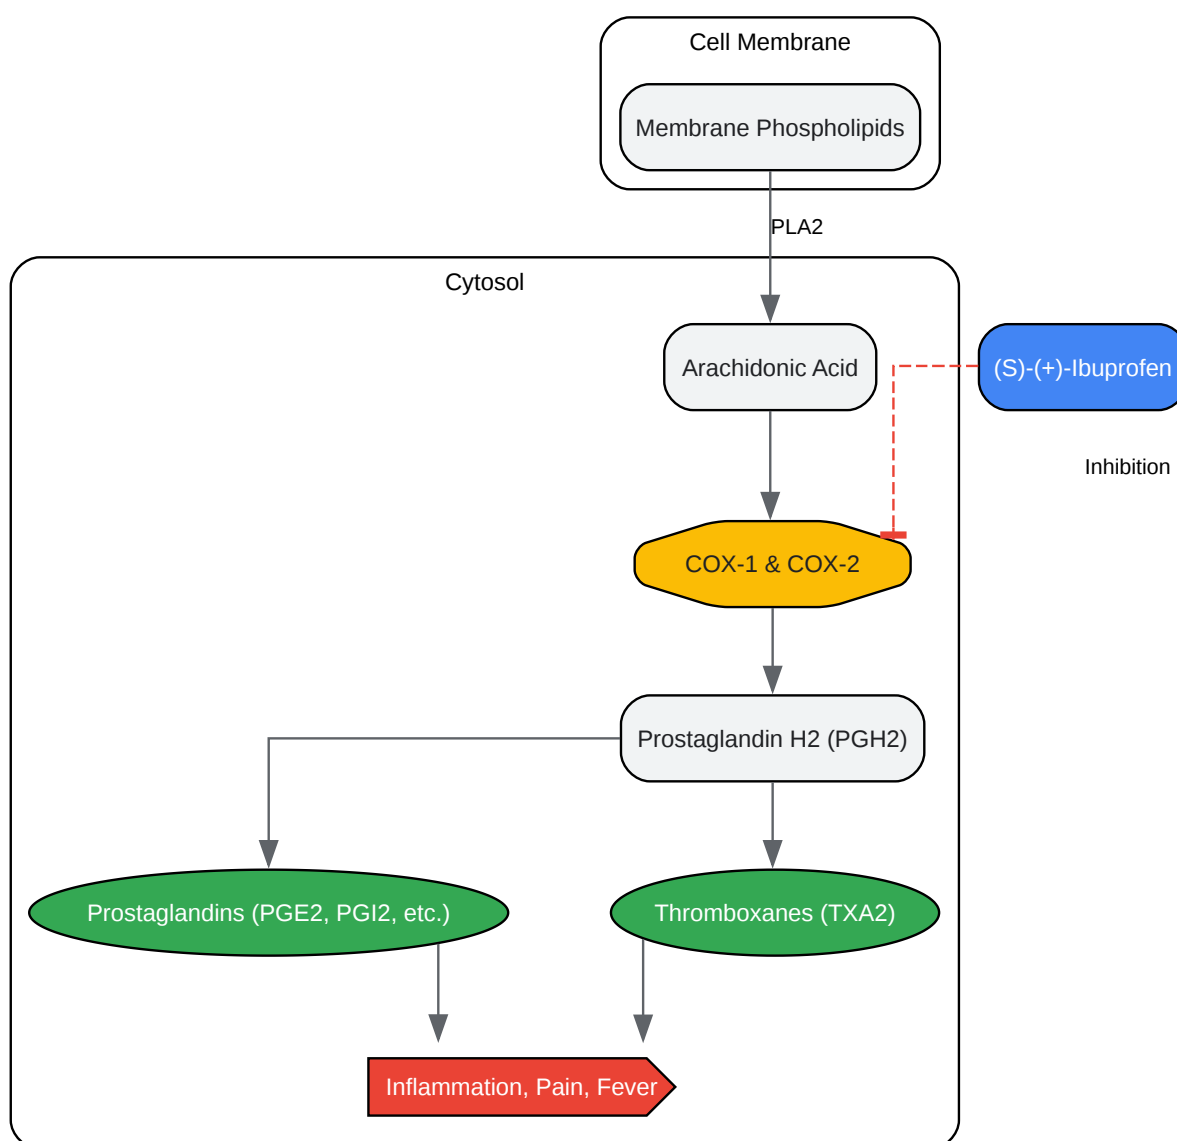 Cell Membrane
Membrane Phospholipids
PLA2
Cytosol
Arachidonic Acid
(S)-(+)-Ibuprofen
Inhibition
COX-1 & COX-2
Prostaglandin H2 (PGH2)
Prostaglandins (PGE2, PGI2, etc.)
Thromboxanes (TXA2)
Inflammation, Pain, Fever